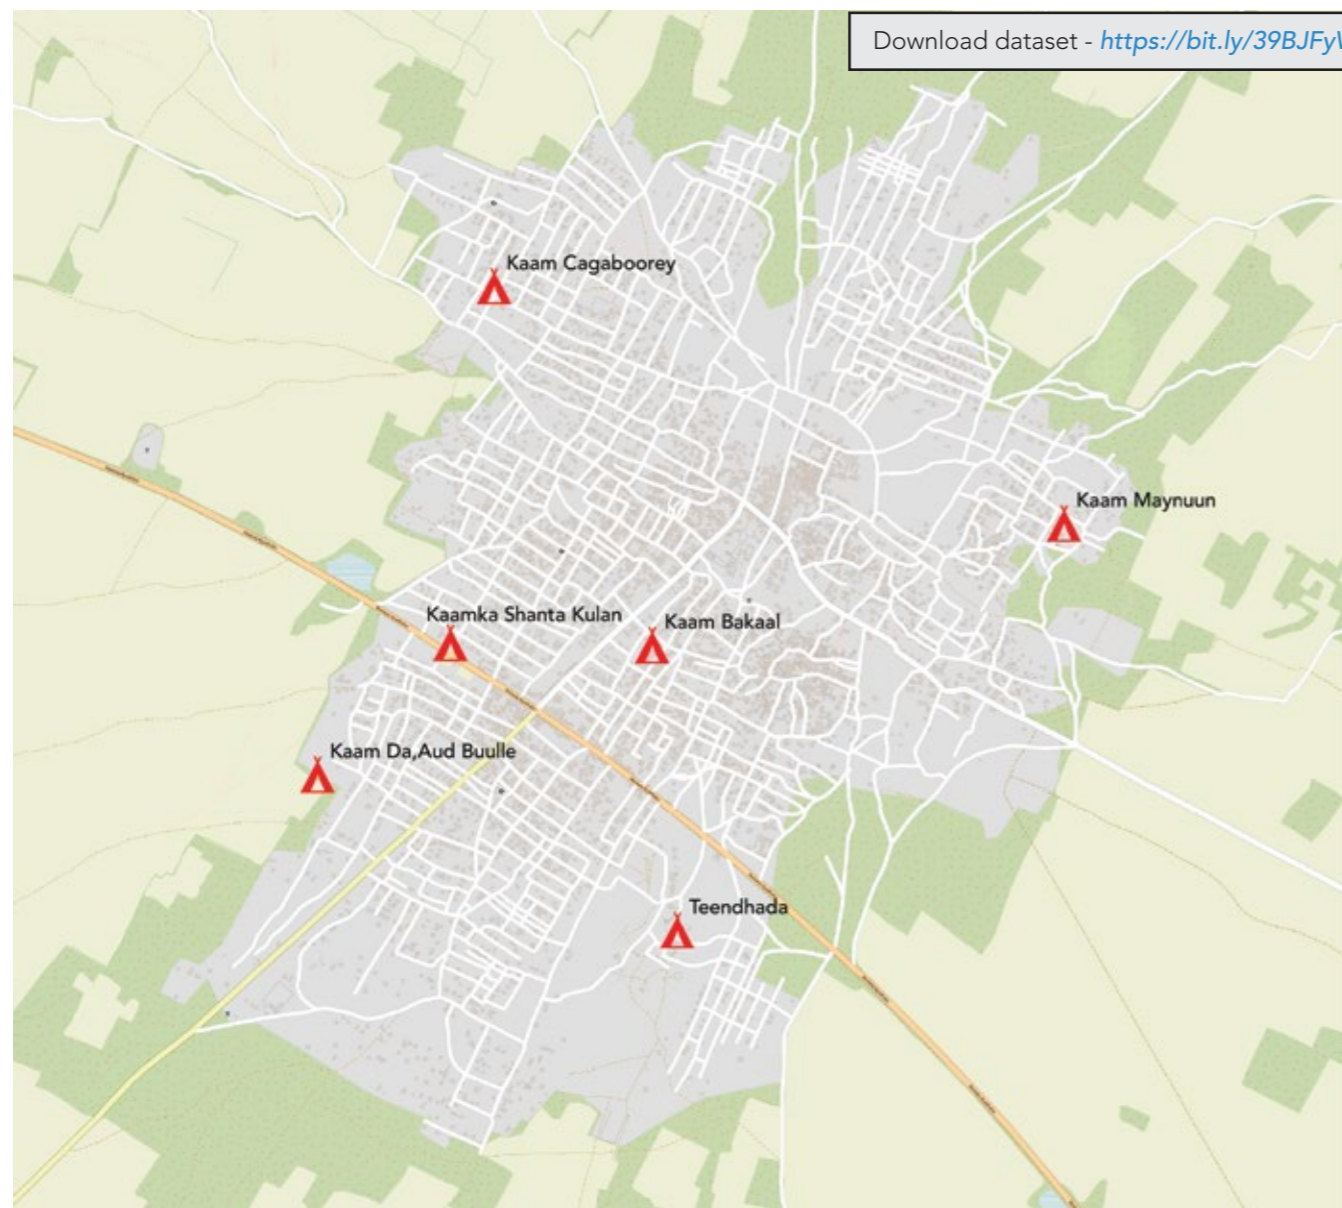 Download dataset - https://bit.ly/39BJFyV
Kaam Cagaboorey
Kaam Maynuun
Kaamka Shanta Kulan
Kaam Bakaal
Kaam Da,Aud Buulle
Teendhada